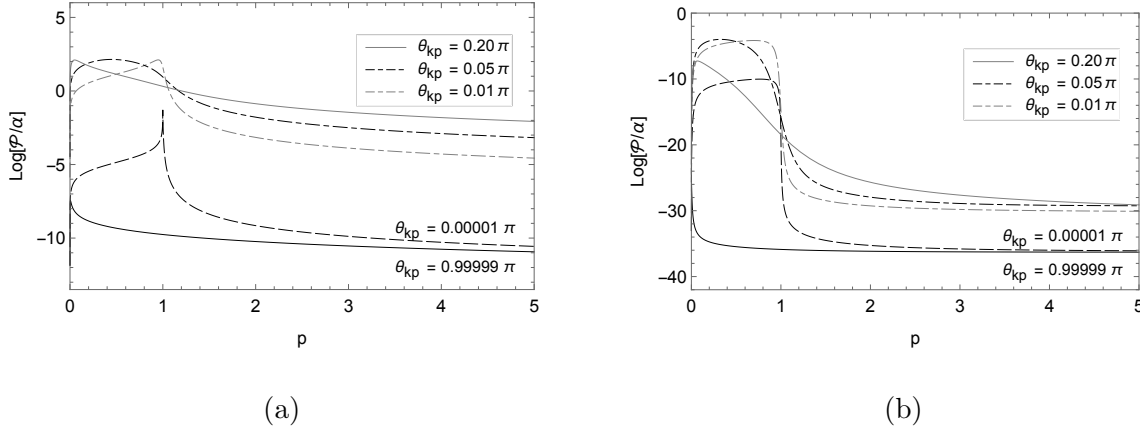 5
0
−5
−10
Log[𝒫/α]
θkp = 0.20 π
θkp = 0.05 π
θkp = 0.01 π
θkp = 0.00001 π
θkp = 0.99999 π
0 1 2 3 4 5
p
(a)
0
−10
−20
−30
−40
Log[𝒫/α]
θkp = 0.20 π
θkp = 0.05 π
θkp = 0.01 π
θkp = 0.00001 π
θkp = 0.99999 π
0 1 2 3 4 5
p
(b)